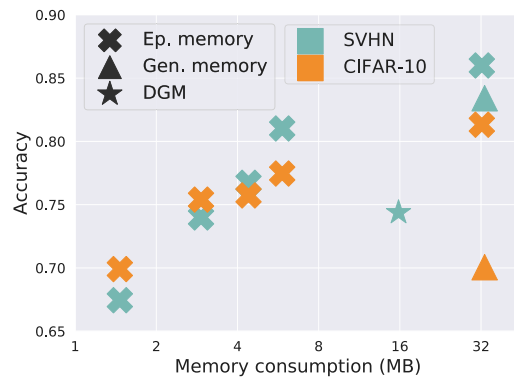 0.90
0.85
0.80
0.75
0.70
0.65
Accuracy
Ep. memory
Gen. memory
DGM
SVHN
CIFAR-10
1 2 4 8 16 32
Memory consumption (MB)